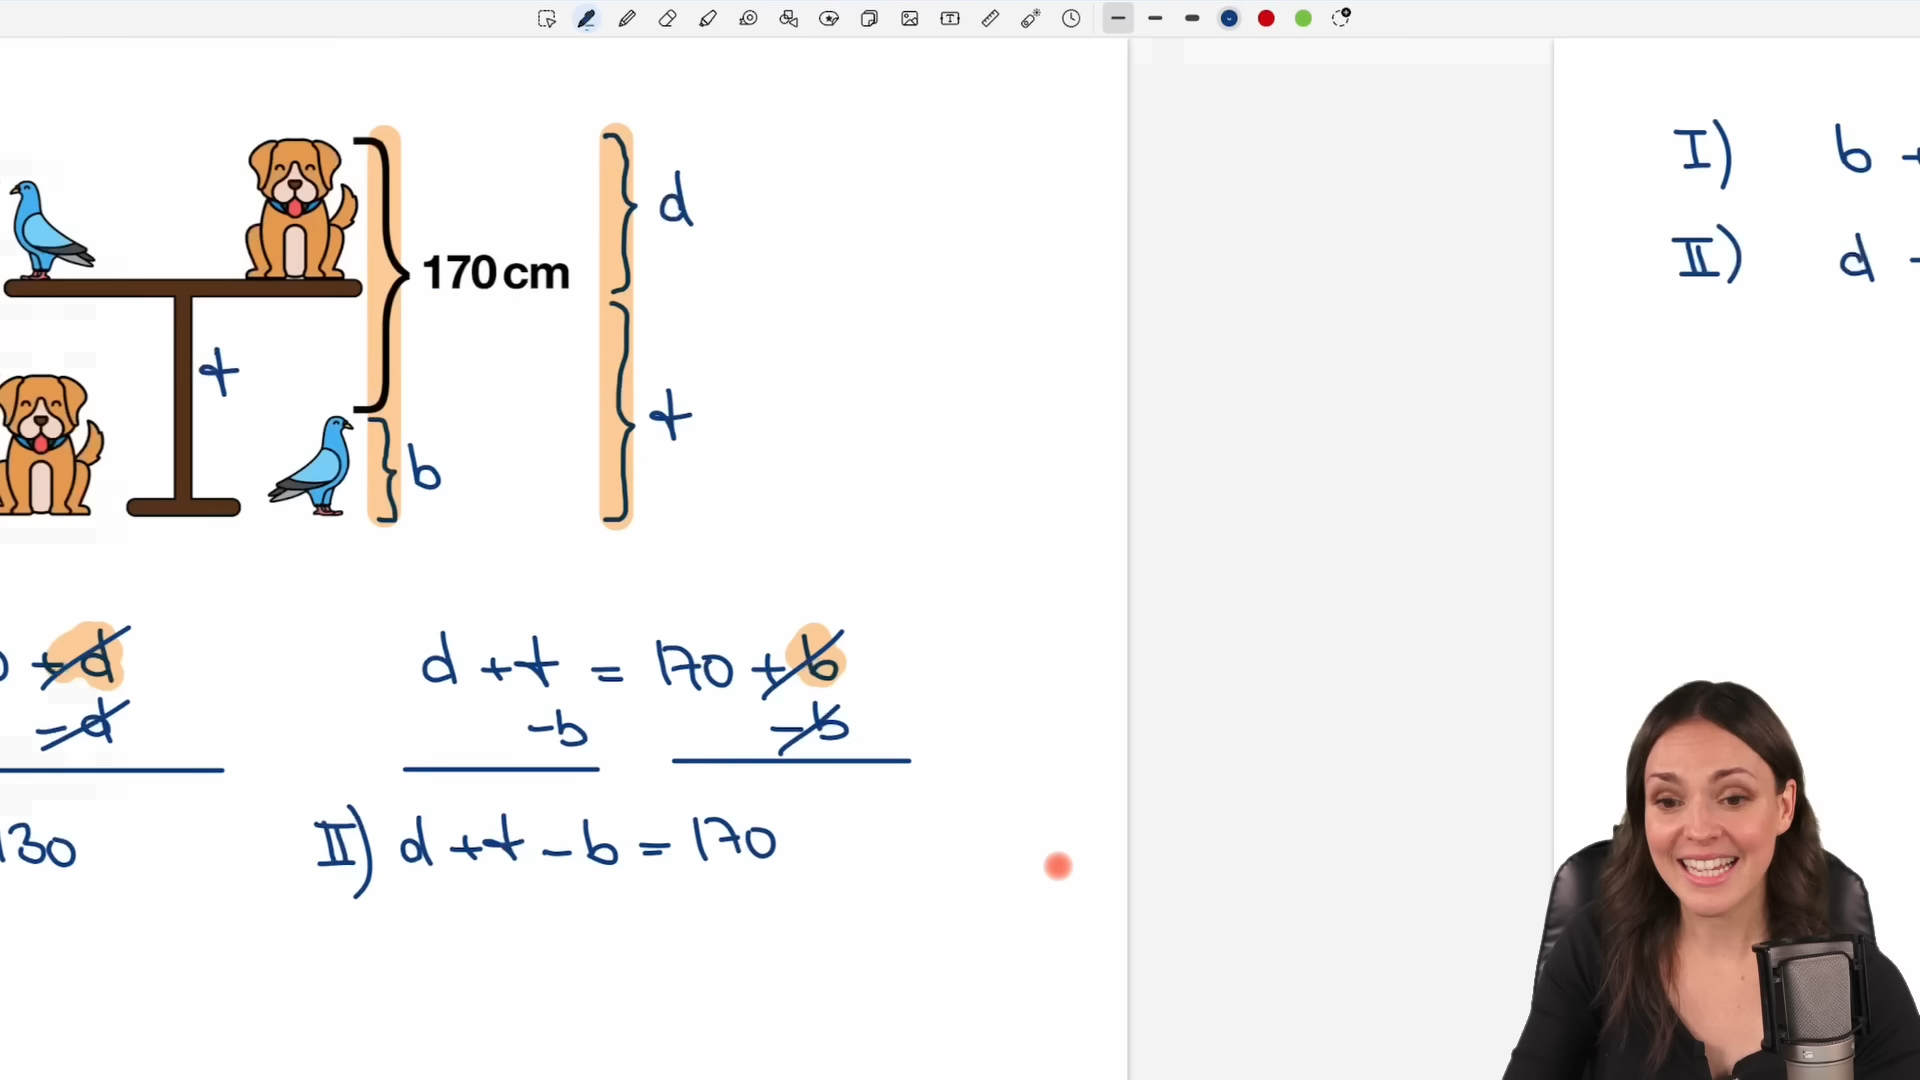 I) b +
II) d -
d
170 cm
t
t
b
+ d
d + t = 170 + b
- d
- b - b
130
II) d + t - b = 170